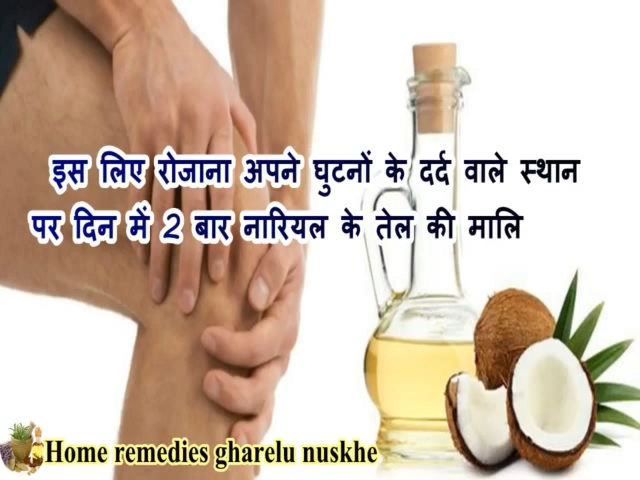 इस लिए रोजाना अपने घुटनों के दर्द वाले स्थान
पर दिन में 2 बार नारियल के तेल की मालि
Home remedies gharelu nuskhe